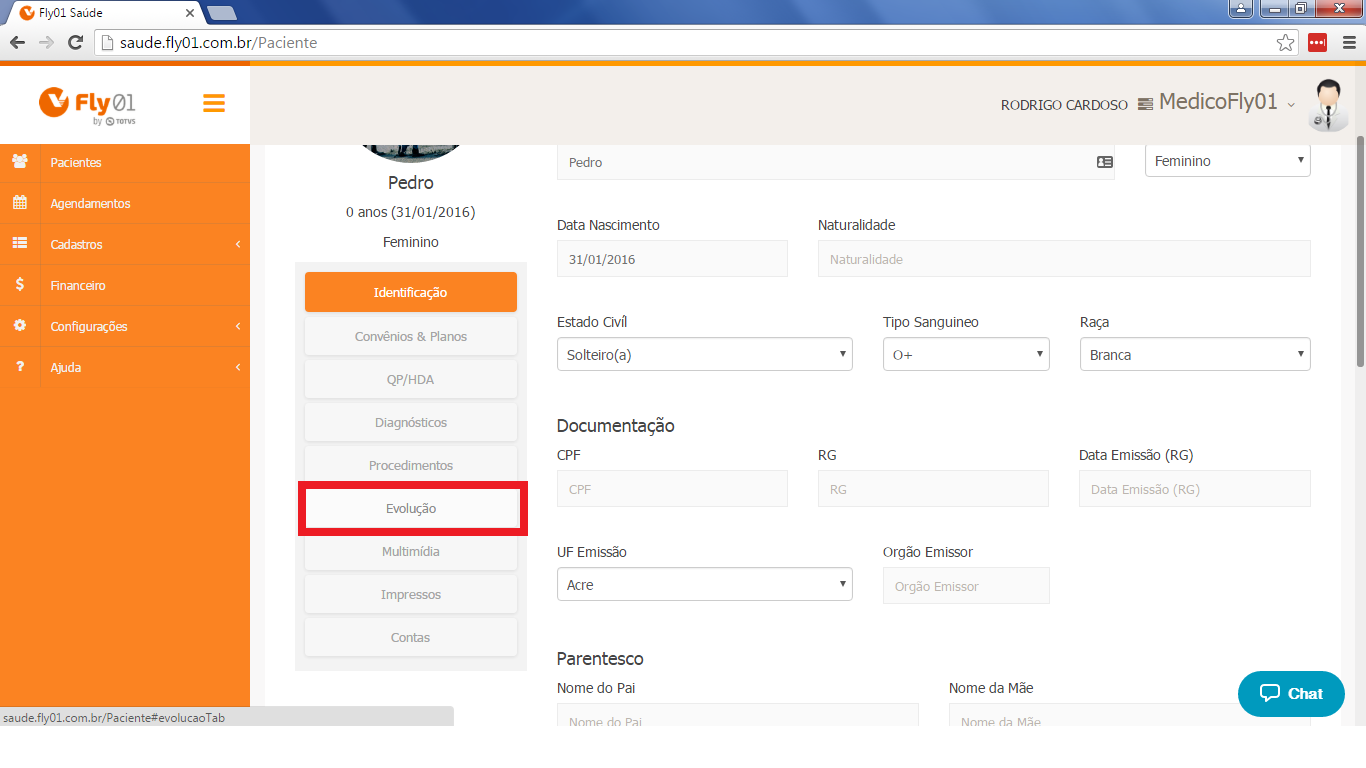 Fly01 Saúde
saude.fly01.com.br/Paciente
Fly01
by TOTVS
RODRIGO CARDOSO MedicoFly01
Pacientes
Agendamentos
Cadastros
Financeiro
Configurações
Ajuda
Pedro
0 anos (31/01/2016)
Feminino
Identificação
Convênios & Planos
QP/HDA
Diagnósticos
Procedimentos
Evolução
Multimídia
Impressos
Contas
Pedro
Feminino
Data Nascimento
Naturalidade
31/01/2016
Naturalidade
Estado Civíl
Tipo Sanguineo
Raça
Solteiro(a)
O+
Branca
Documentação
CPF
RG
Data Emissão (RG)
CPF
RG
Data Emissão (RG)
UF Emissão
Orgão Emissor
Acre
Orgão Emissor
Parentesco
Nome do Pai
Nome da Mãe
Nome do Pai
Nome da Mãe
Chat
saude.fly01.com.br/Paciente#evolucaoTab